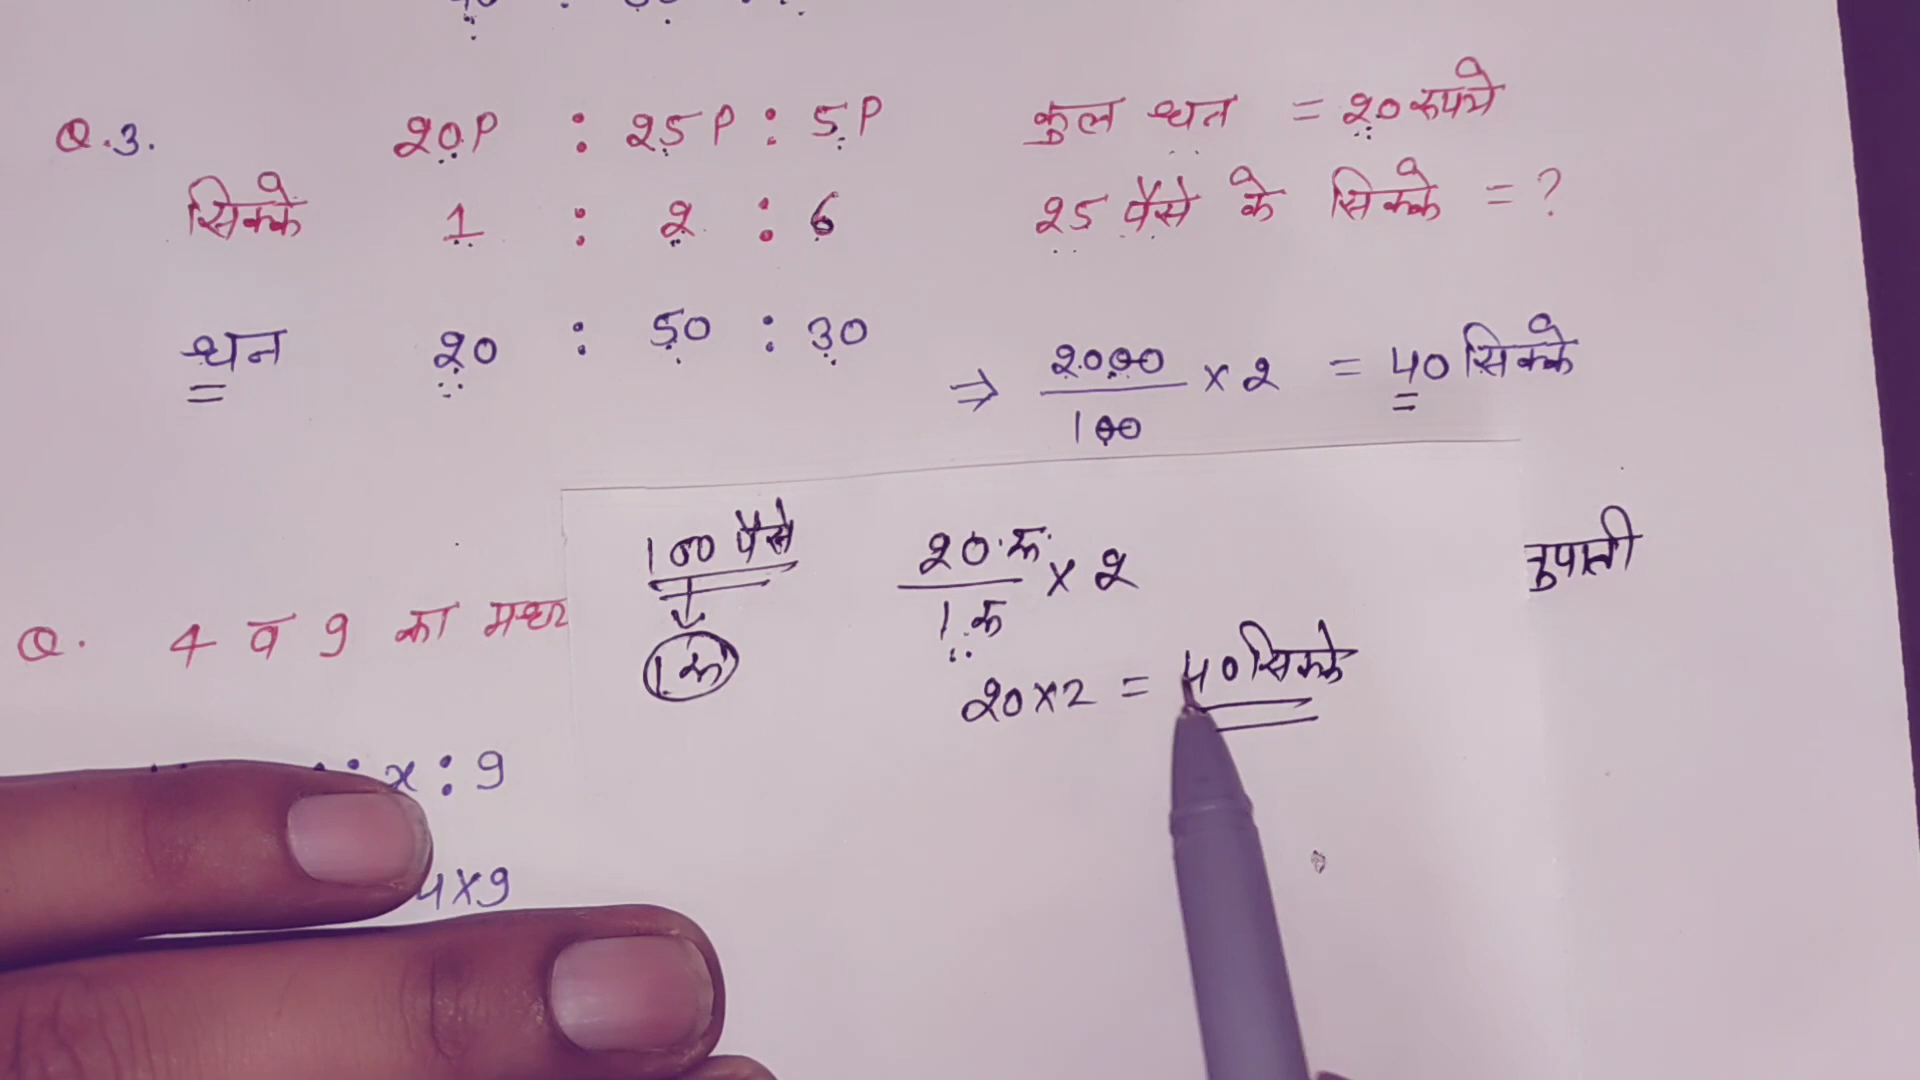 Q.3. 20P : 25P : 5P कुल धन = 20 रुपये
सिक्के 1 : 2 : 6 25 पैसे के सिक्के = ?
धन 20 : 50 : 30
⇒ 2000/100 × 2 = 40 सिक्के
100 पैसे
↓
1 रु
20 रु./1 रु × 2
20×2 = 40 सिक्के
नुपाती
Q. 4 व 9 का मध्य
x : 9
4×9